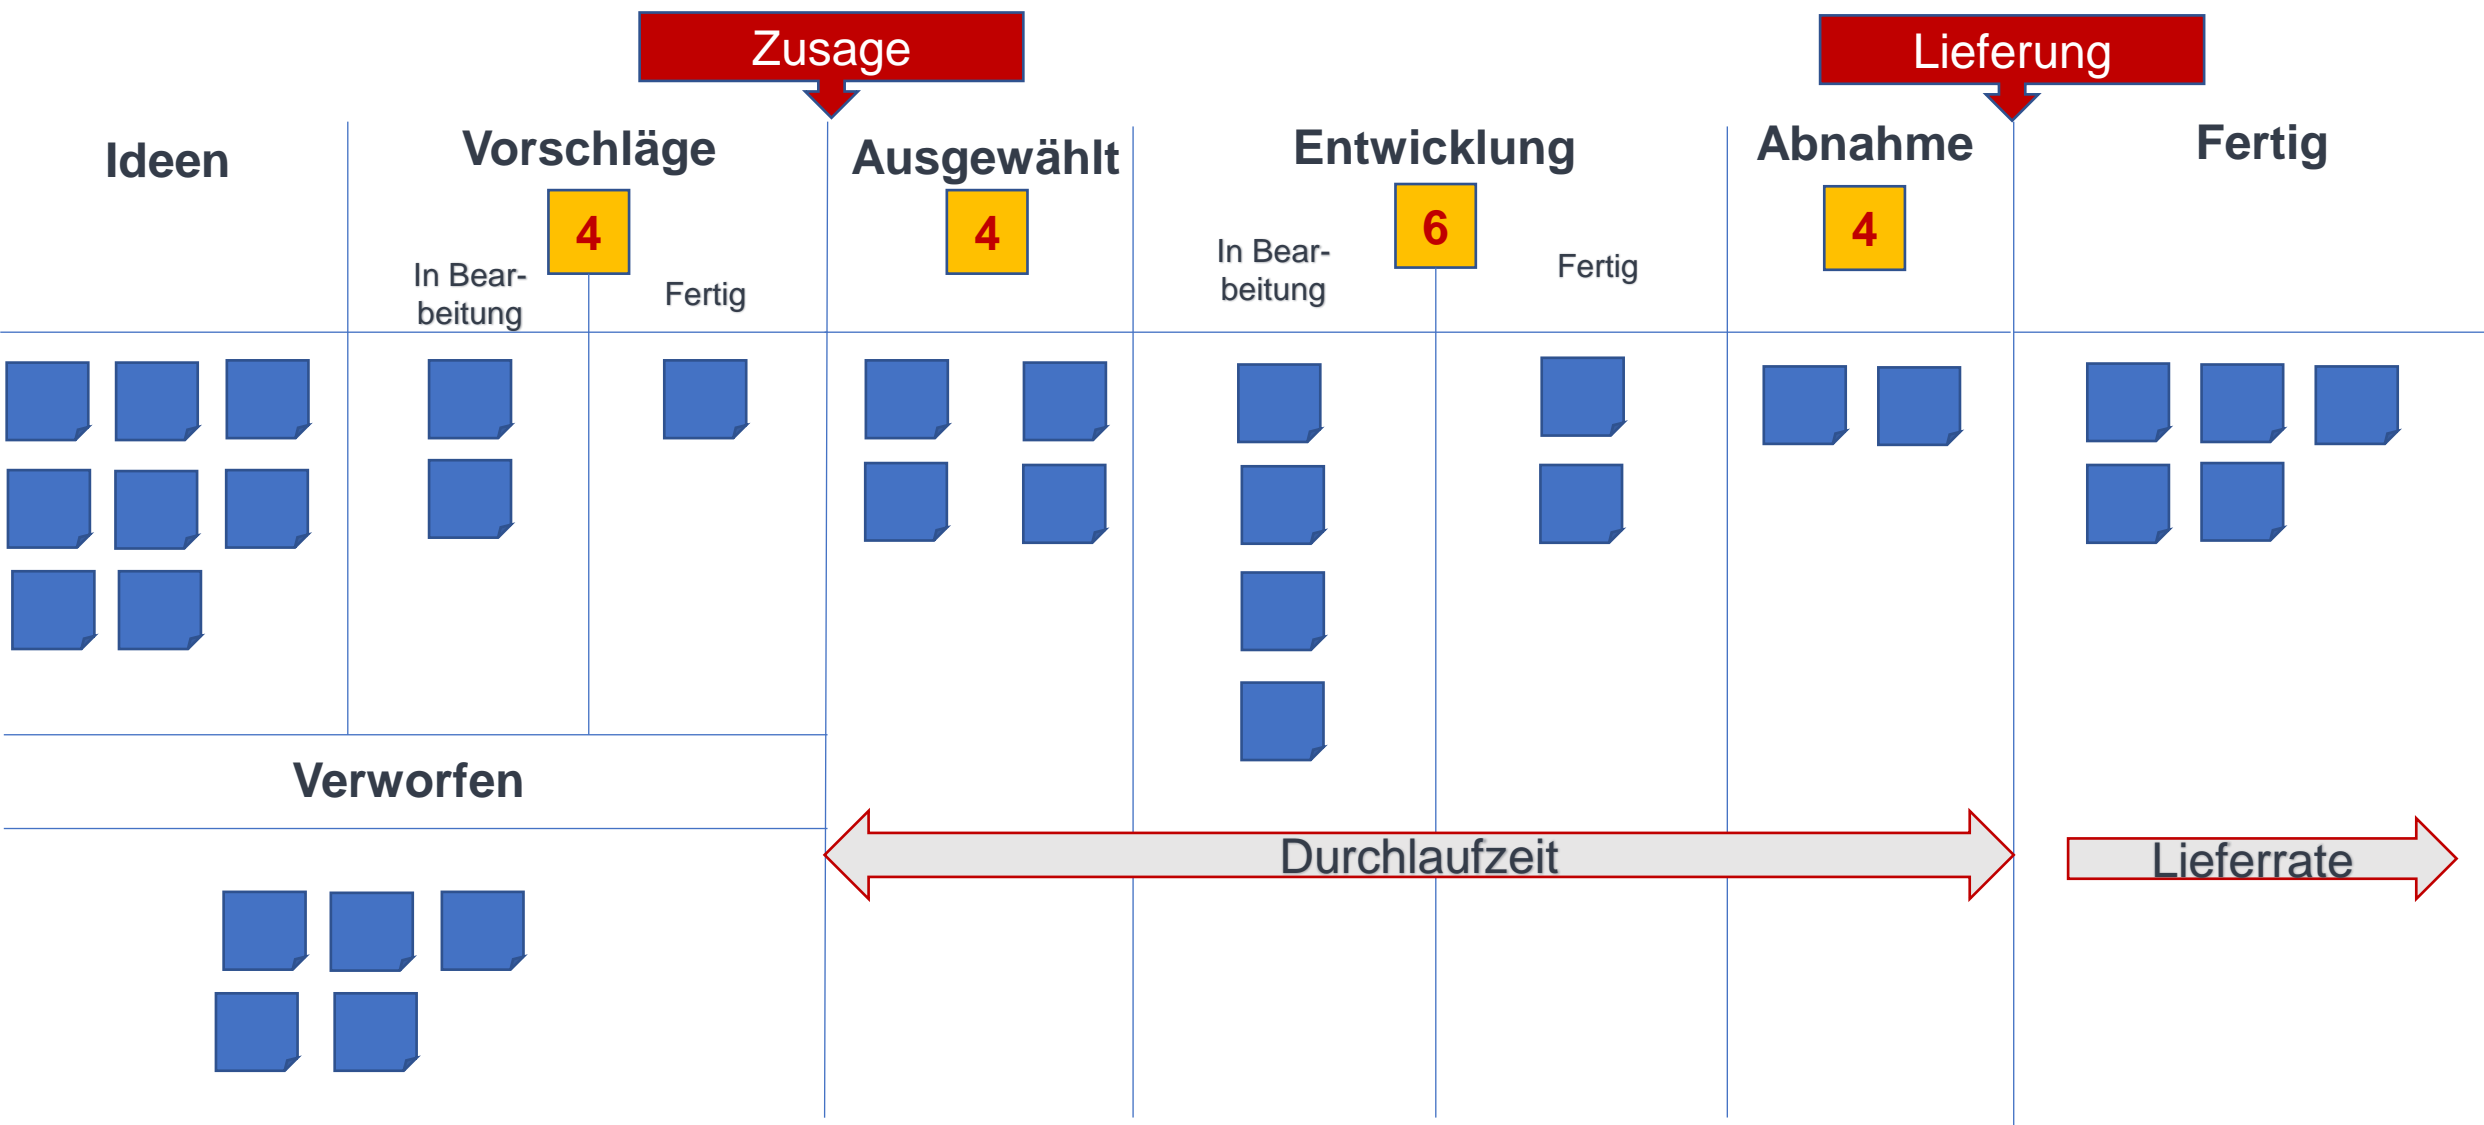 Zusage
Lieferung
Ideen
Vorschläge
Ausgewählt
Entwicklung
Abnahme
Fertig
4
4
6
4
In Bear-
beitung
Fertig
In Bear-
beitung
Fertig
Verworfen
Durchlaufzeit
Lieferrate